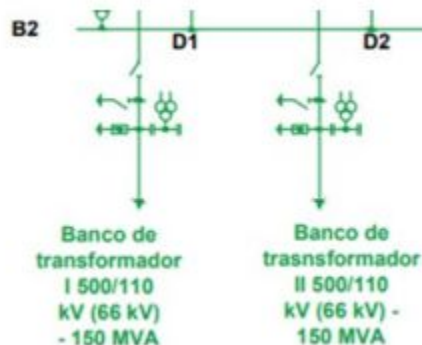 B2
D1
D2
Banco de
transformador
I 500/110
kV (66 kV)
- 150 MVA
Banco de
trasnsformador
II 500/110
kV (66 kV) -
150 MVA